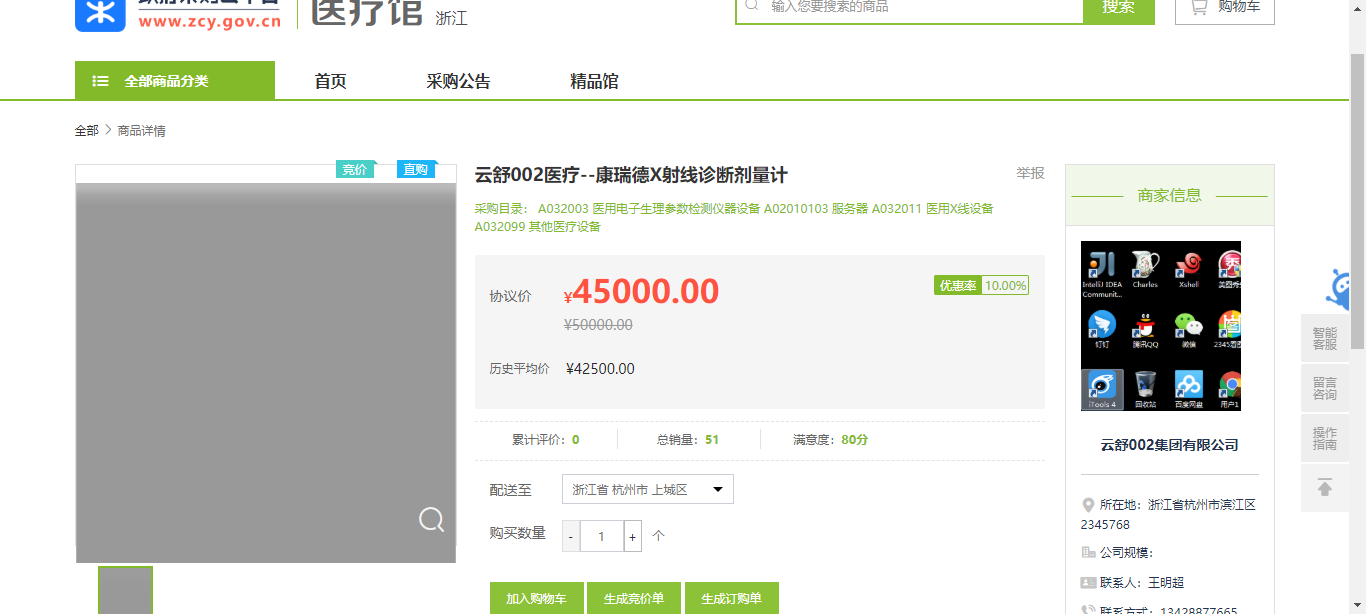 政府采购云平台
www.zcy.gov.cn
医疗馆 浙江
输入您要搜索的商品
搜索
购物车
全部商品分类
首页
采购公告
精品馆
全部 > 商品详情
竞价
直购
云舒002医疗--康瑞德X射线诊断剂量计
举报
采购目录： A032003 医用电子生理参数检测仪器设备 A02010103 服务器 A032011 医用X线设备
A032099 其他医疗设备
协议价
¥45000.00
优惠率 10.00%
¥50000.00
历史平均价 ¥42500.00
累计评价：0
总销量：51
满意度：80分
配送至
浙江省 杭州市 上城区
购买数量
- 1 + 个
加入购物车
生成竞价单
生成订购单
商家信息
IntelliJ IDEA
Communit...
Charles
Xshell
美图秀
钉钉
腾讯QQ
微信
2345看图
iTools 4
回收站
百度网盘
用户1
云舒002集团有限公司
所在地：浙江省杭州市滨江区
2345768
公司规模：
联系人：王明超
联系方式：13428877665
智能
客服
留言
咨询
操作
指南